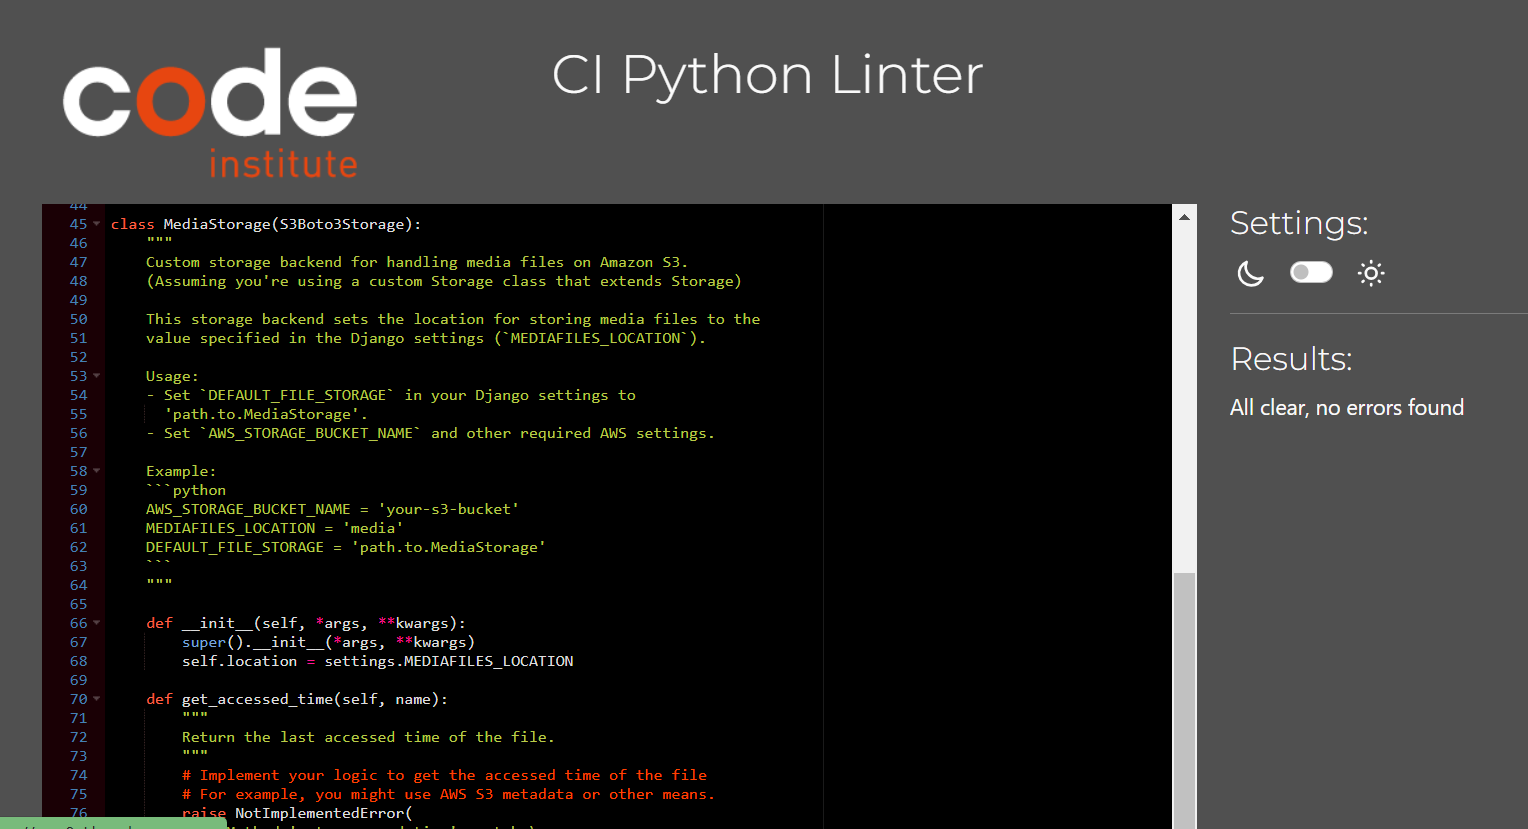 code
institute
CI Python Linter
44
45 class MediaStorage(S3Boto3Storage):
46     """
47     Custom storage backend for handling media files on Amazon S3.
48     (Assuming you're using a custom Storage class that extends Storage)
49
50     This storage backend sets the location for storing media files to the
51     value specified in the Django settings (`MEDIAFILES_LOCATION`).
52
53     Usage:
54     - Set `DEFAULT_FILE_STORAGE` in your Django settings to
55       'path.to.MediaStorage'.
56     - Set `AWS_STORAGE_BUCKET_NAME` and other required AWS settings.
57
58     Example:
59     ```python
60     AWS_STORAGE_BUCKET_NAME = 'your-s3-bucket'
61     MEDIAFILES_LOCATION = 'media'
62     DEFAULT_FILE_STORAGE = 'path.to.MediaStorage'
63     ```
64     """
65
66     def __init__(self, *args, **kwargs):
67         super().__init__(*args, **kwargs)
68         self.location = settings.MEDIAFILES_LOCATION
69
70     def get_accessed_time(self, name):
71         """
72         Return the last accessed time of the file.
73         """
74         # Implement your logic to get the accessed time of the file
75         # For example, you might use AWS S3 metadata or other means.
76         raise NotImplementedError(
Settings:
Results:
All clear, no errors found